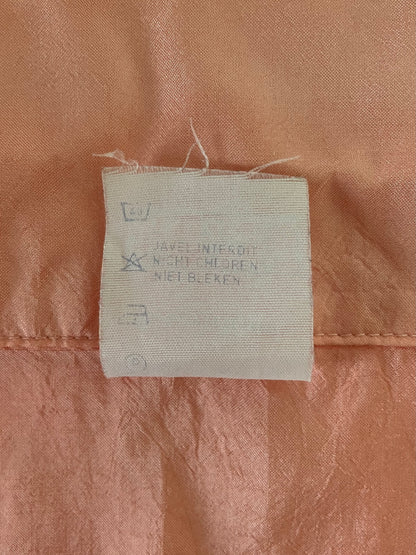 JAVEL INTERDIT
NICHT CHLOREN
NIET BLEKEN